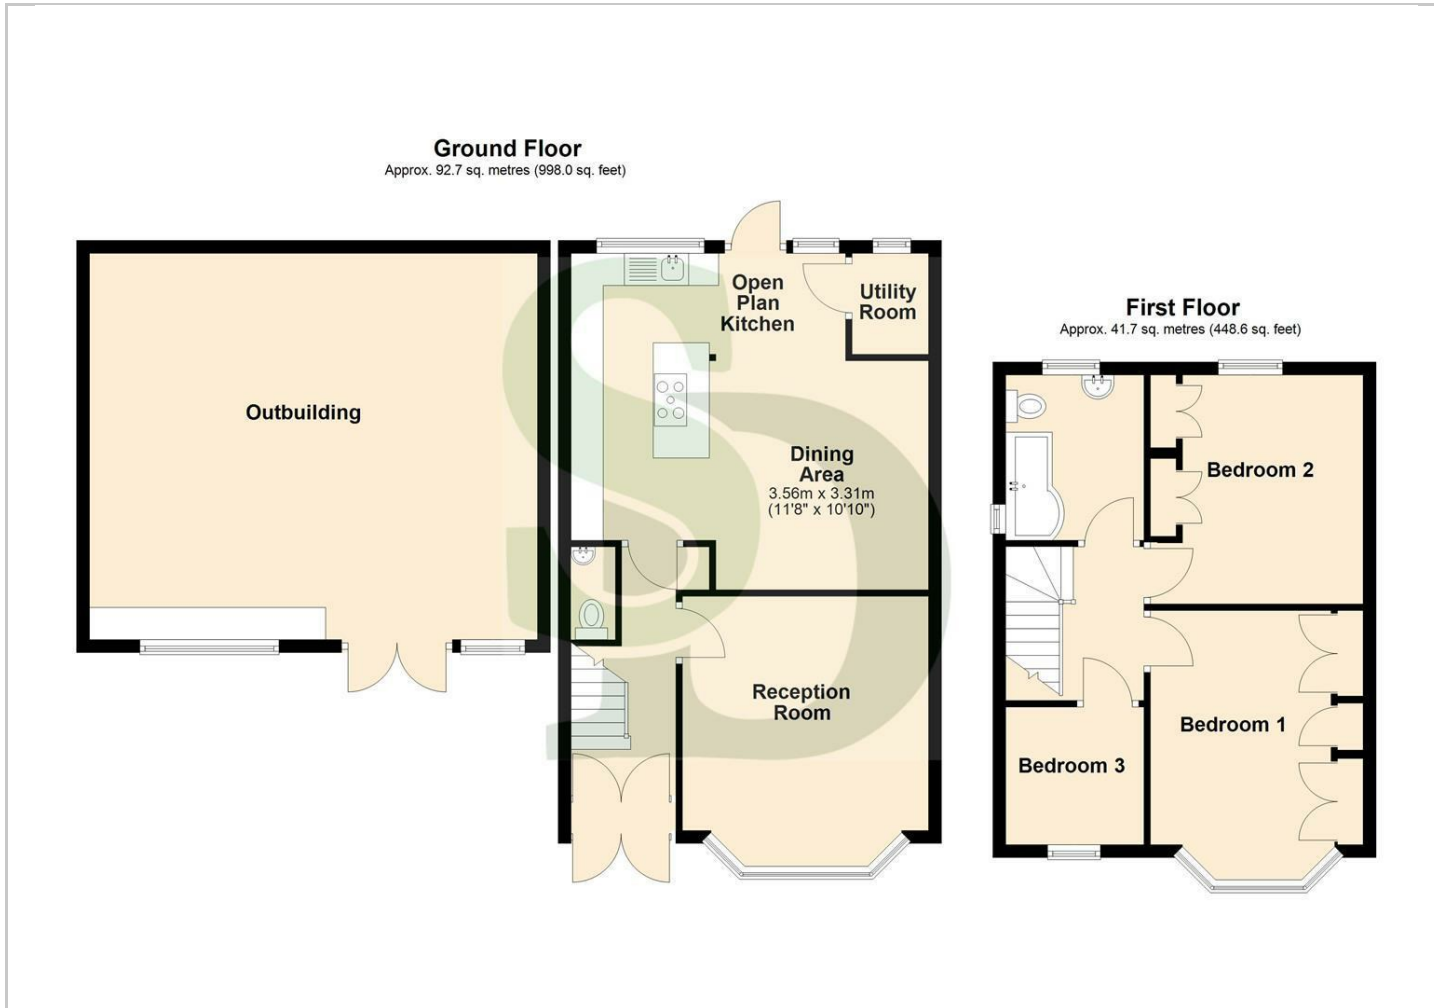 Ground Floor
Approx. 92.7 sq. metres (998.0 sq. feet)
Outbuilding
Open
Plan
Kitchen
Utility
Room
Dining
Area
3.56m x 3.31m
(11'8" x 10'10")
Reception
Room
First Floor
Approx. 41.7 sq. metres (448.6 sq. feet)
Bedroom 2
Bedroom 1
Bedroom 3
SD